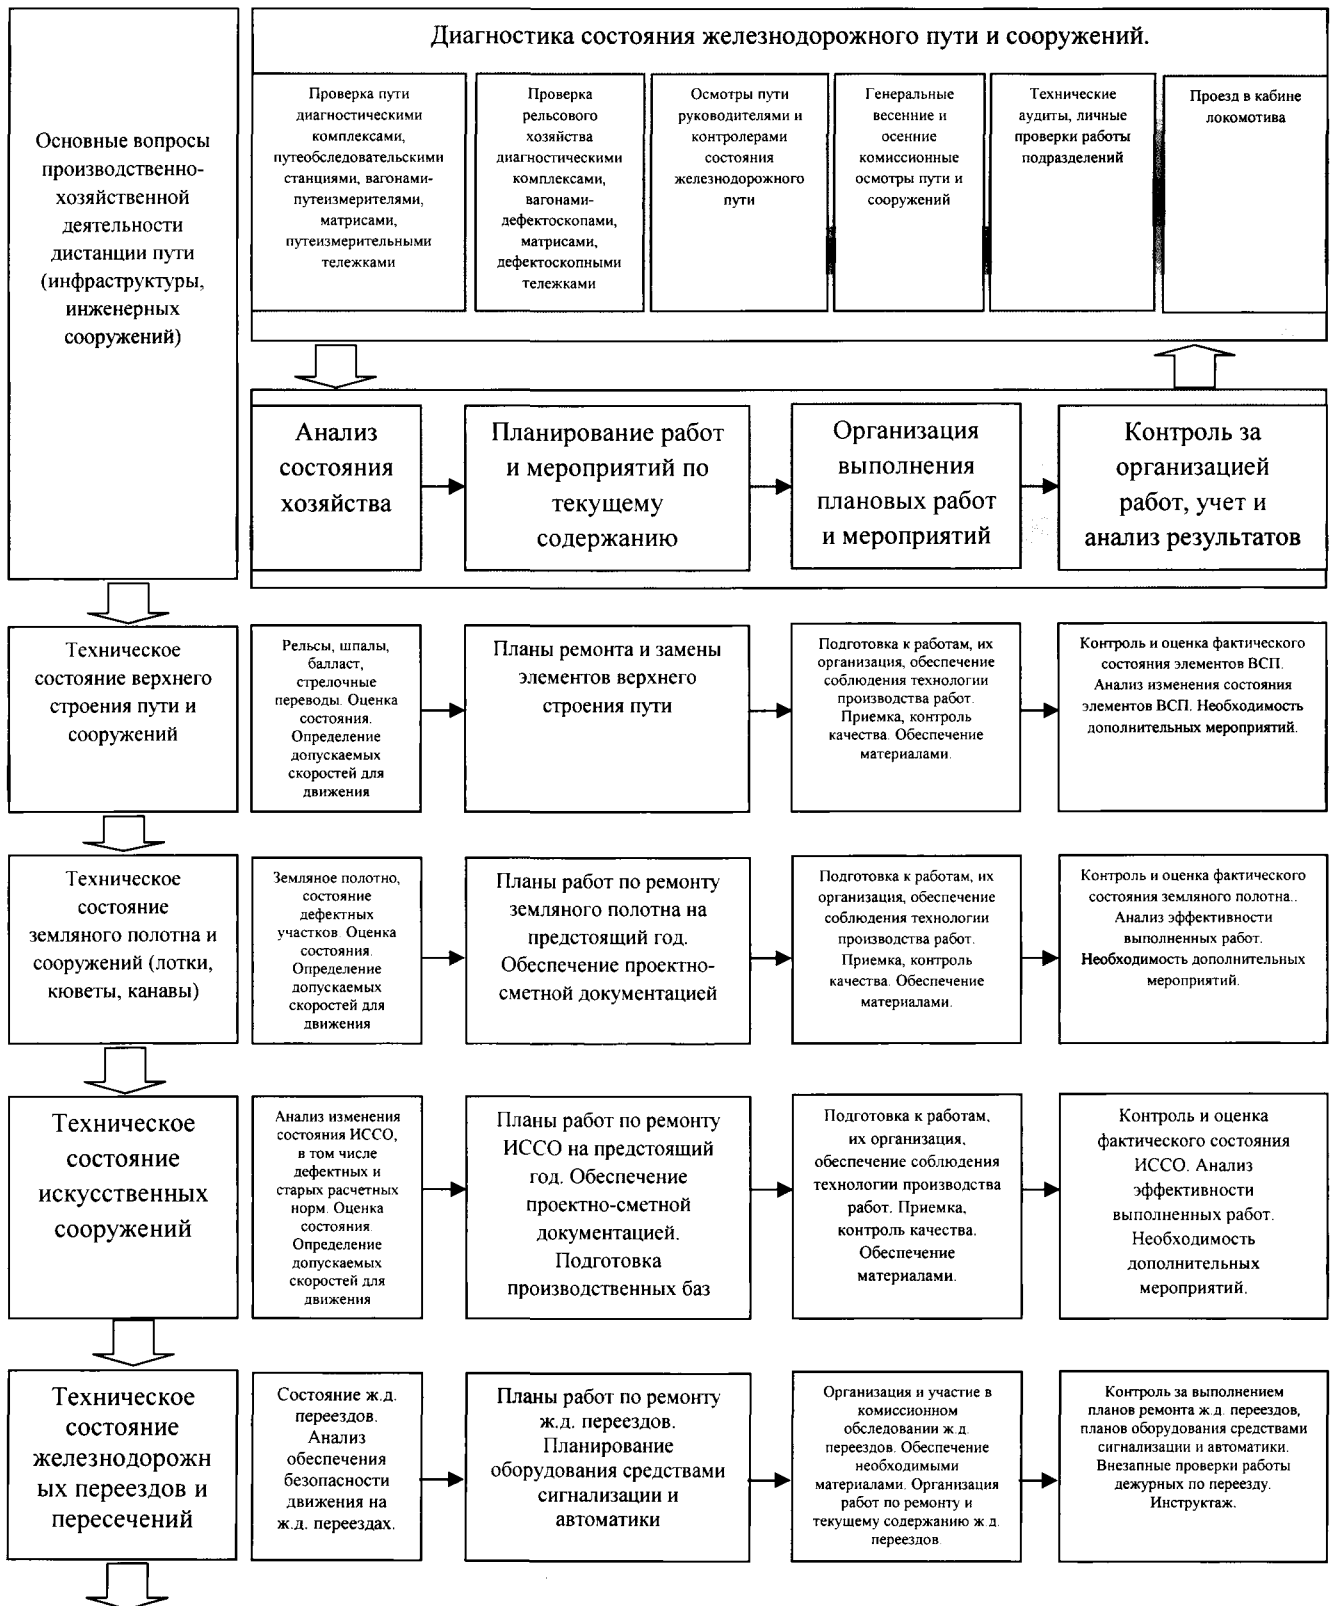 Основные вопросы
производственно-
хозяйственной
деятельности
дистанции пути
(инфраструктуры,
инженерных
сооружений)
Диагностика состояния железнодорожного пути и сооружений.
Проверка пути
диагностическими
комплексами,
путеобследовательскими
станциями, вагонами-
путеизмерителями,
матрисами,
путеизмерительными
тележками
Проверка
рельсового
хозяйства
диагностическими
комплексами,
вагонами-
дефектоскопами,
матрисами,
дефектоскопными
тележками
Осмотры пути
руководителями и
контролерами
состояния
железнодорожного
пути
Генеральные
весенние и
осенние
комиссионные
осмотры пути и
сооружений
Технические
аудиты, личные
проверки работы
подразделений
Проезд в кабине
локомотива
Анализ
состояния
хозяйства
Планирование работ
и мероприятий по
текущему
содержанию
Организация
выполнения
плановых работ
и мероприятий
Контроль за
организацией
работ, учет и
анализ результатов
Техническое
состояние верхнего
строения пути и
сооружений
Рельсы, шпалы,
балласт,
стрелочные
переводы. Оценка
состояния.
Определение
допускаемых
скоростей для
движения
Планы ремонта и замены
элементов верхнего
строения пути
Подготовка к работам, их
организация, обеспечение
соблюдения технологии
производства работ.
Приемка, контроль
качества. Обеспечение
материалами.
Контроль и оценка фактического
состояния элементов ВСП.
Анализ изменения состояния
элементов ВСП. Необходимость
дополнительных мероприятий.
Техническое
состояние
земляного полотна и
сооружений (лотки,
кюветы, канавы)
Земляное полотно,
состояние
дефектных
участков. Оценка
состояния.
Определение
допускаемых
скоростей для
движения
Планы работ по ремонту
земляного полотна на
предстоящий год.
Обеспечение проектно-
сметной документацией
Подготовка к работам, их
организация, обеспечение
соблюдения технологии
производства работ.
Приемка, контроль
качества. Обеспечение
материалами.
Контроль и оценка фактического
состояния земляного полотна..
Анализ эффективности
выполненных работ.
Необходимость дополнительных
мероприятий.
Техническое
состояние
искусственных
сооружений
Анализ изменения
состояния ИССО,
в том числе
дефектных и
старых расчетных
норм. Оценка
состояния.
Определение
допускаемых
скоростей для
движения
Планы работ по ремонту
ИССО на предстоящий
год. Обеспечение
проектно-сметной
документацией.
Подготовка
производственных баз
Подготовка к работам,
их организация,
обеспечение соблюдения
технологии производства
работ. Приемка,
контроль качества.
Обеспечение
материалами.
Контроль и оценка
фактического состояния
ИССО. Анализ
эффективности
выполненных работ.
Необходимость
дополнительных
мероприятий.
Техническое
состояние
железнодорожн
ых переездов и
пересечений
Состояние ж.д.
переездов.
Анализ
обеспечения
безопасности
движения на
ж.д. переездах.
Планы работ по ремонту
ж.д. переездов.
Планирование
оборудования средствами
сигнализации и
автоматики
Организация и участие в
комиссионном
обследовании ж.д.
переездов. Обеспечение
необходимыми
материалами. Организация
работ по ремонту и
текущему содержанию ж.д.
переездов
Контроль за выполнением
планов ремонта ж.д. переездов,
планов оборудования средствами
сигнализации и автоматики.
Внезапные проверки работы
дежурных по переезду.
Инструктаж.